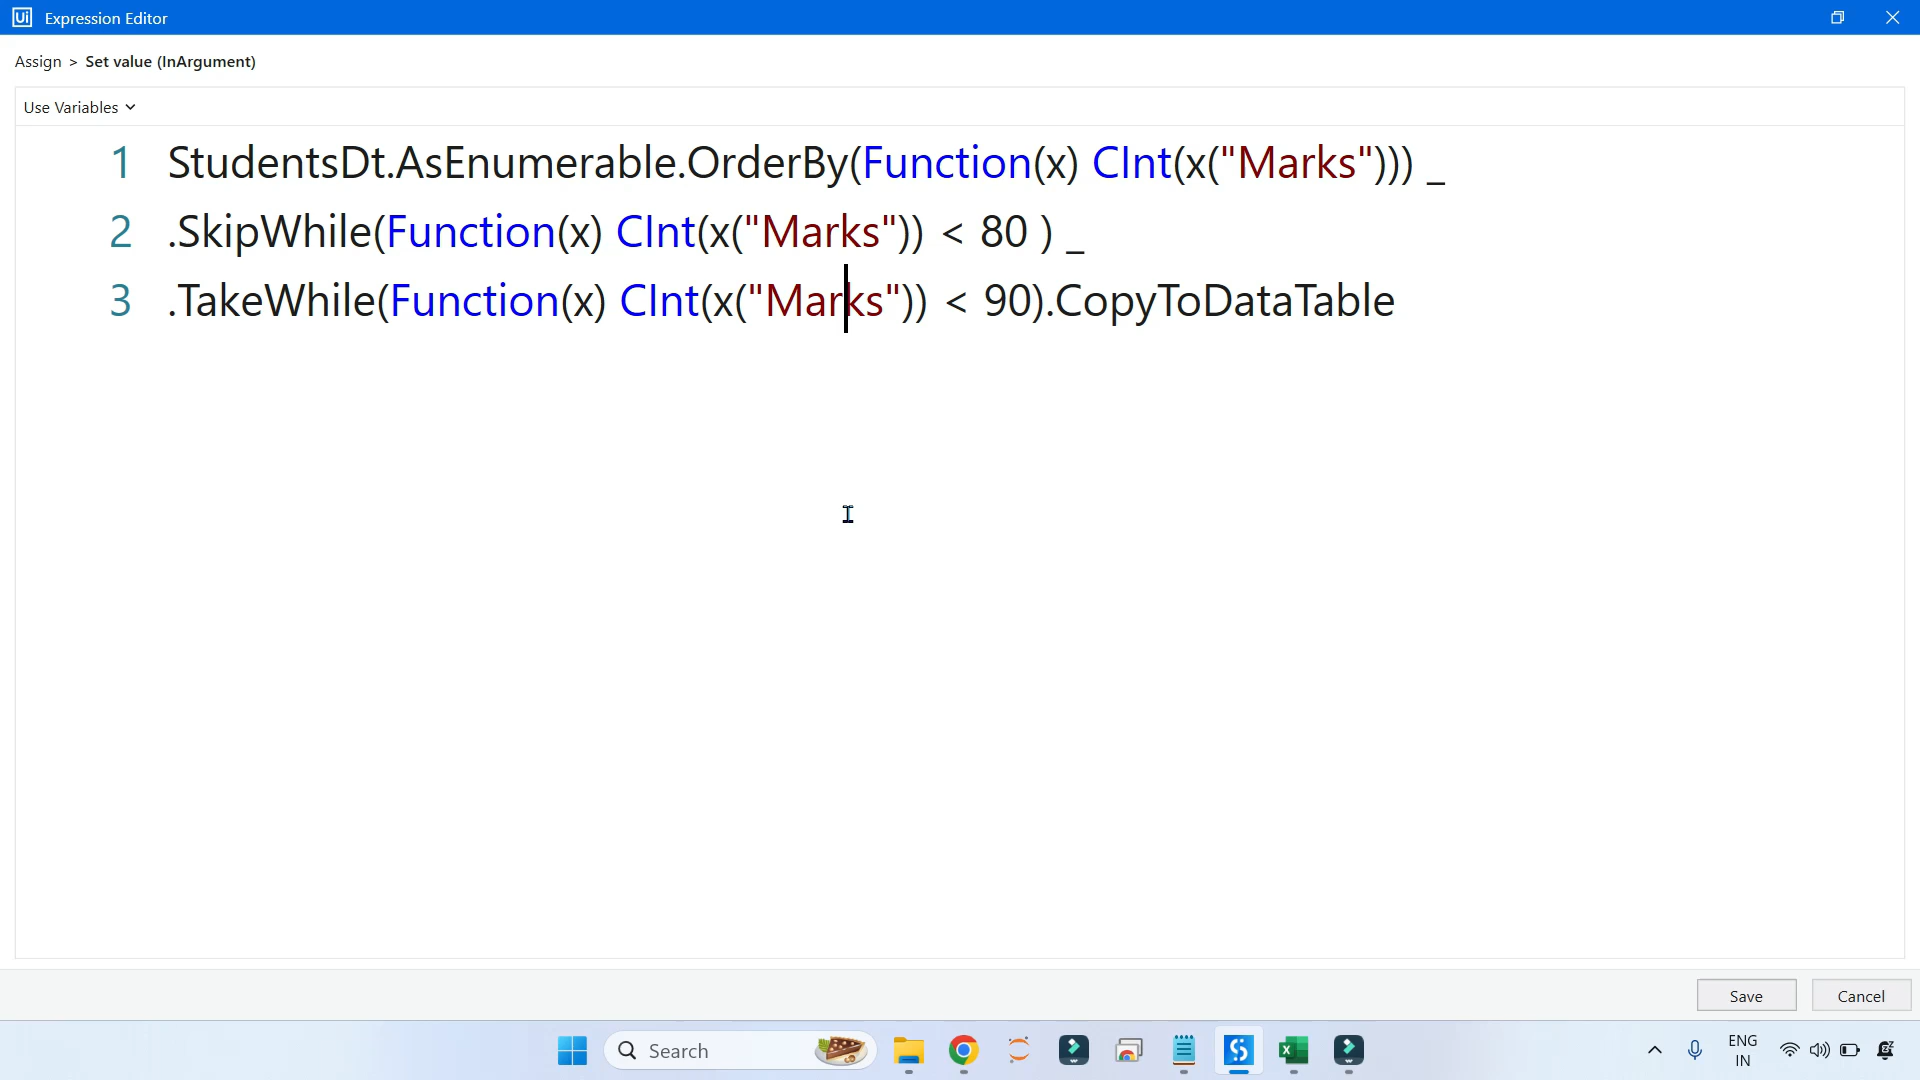 Ui Expression Editor
Assign > Set value (InArgument)
Use Variables
1 StudentsDt.AsEnumerable.OrderBy(Function(x) CInt(x("Marks"))) _
2 .SkipWhile(Function(x) CInt(x("Marks")) < 80 ) _
3 .TakeWhile(Function(x) CInt(x("Marks")) < 90).CopyToDataTable
Save Cancel
Search
ENG
IN